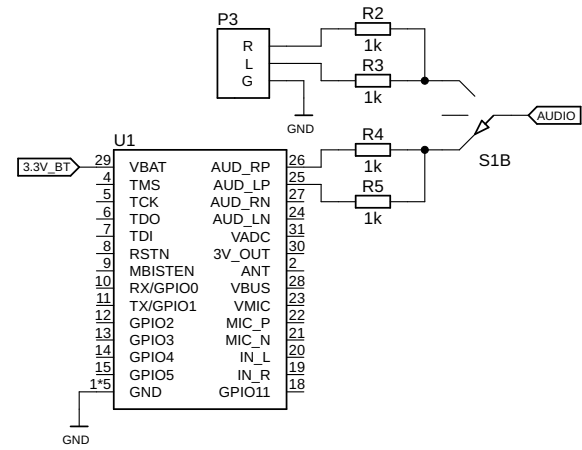 P3
R
L
G
GND
R2
1k
R3
1k
AUDIO
S1B
R4
1k
R5
1k
U1
3.3V_BT
29 VBAT AUD_RP 26
4 TMS AUD_LP 25
5 TCK AUD_RN 27
6 TDO AUD_LN 24
7 TDI VADC 31
8 RSTN 3V_OUT 30
9 MBISTEN ANT 2
10 RX/GPIO0 VBUS 28
11 TX/GPIO1 VMIC 23
12 GPIO2 MIC_P 22
13 GPIO3 MIC_N 21
14 GPIO4 IN_L 20
15 GPIO5 IN_R 19
1*5 GND GPIO11 18
GND